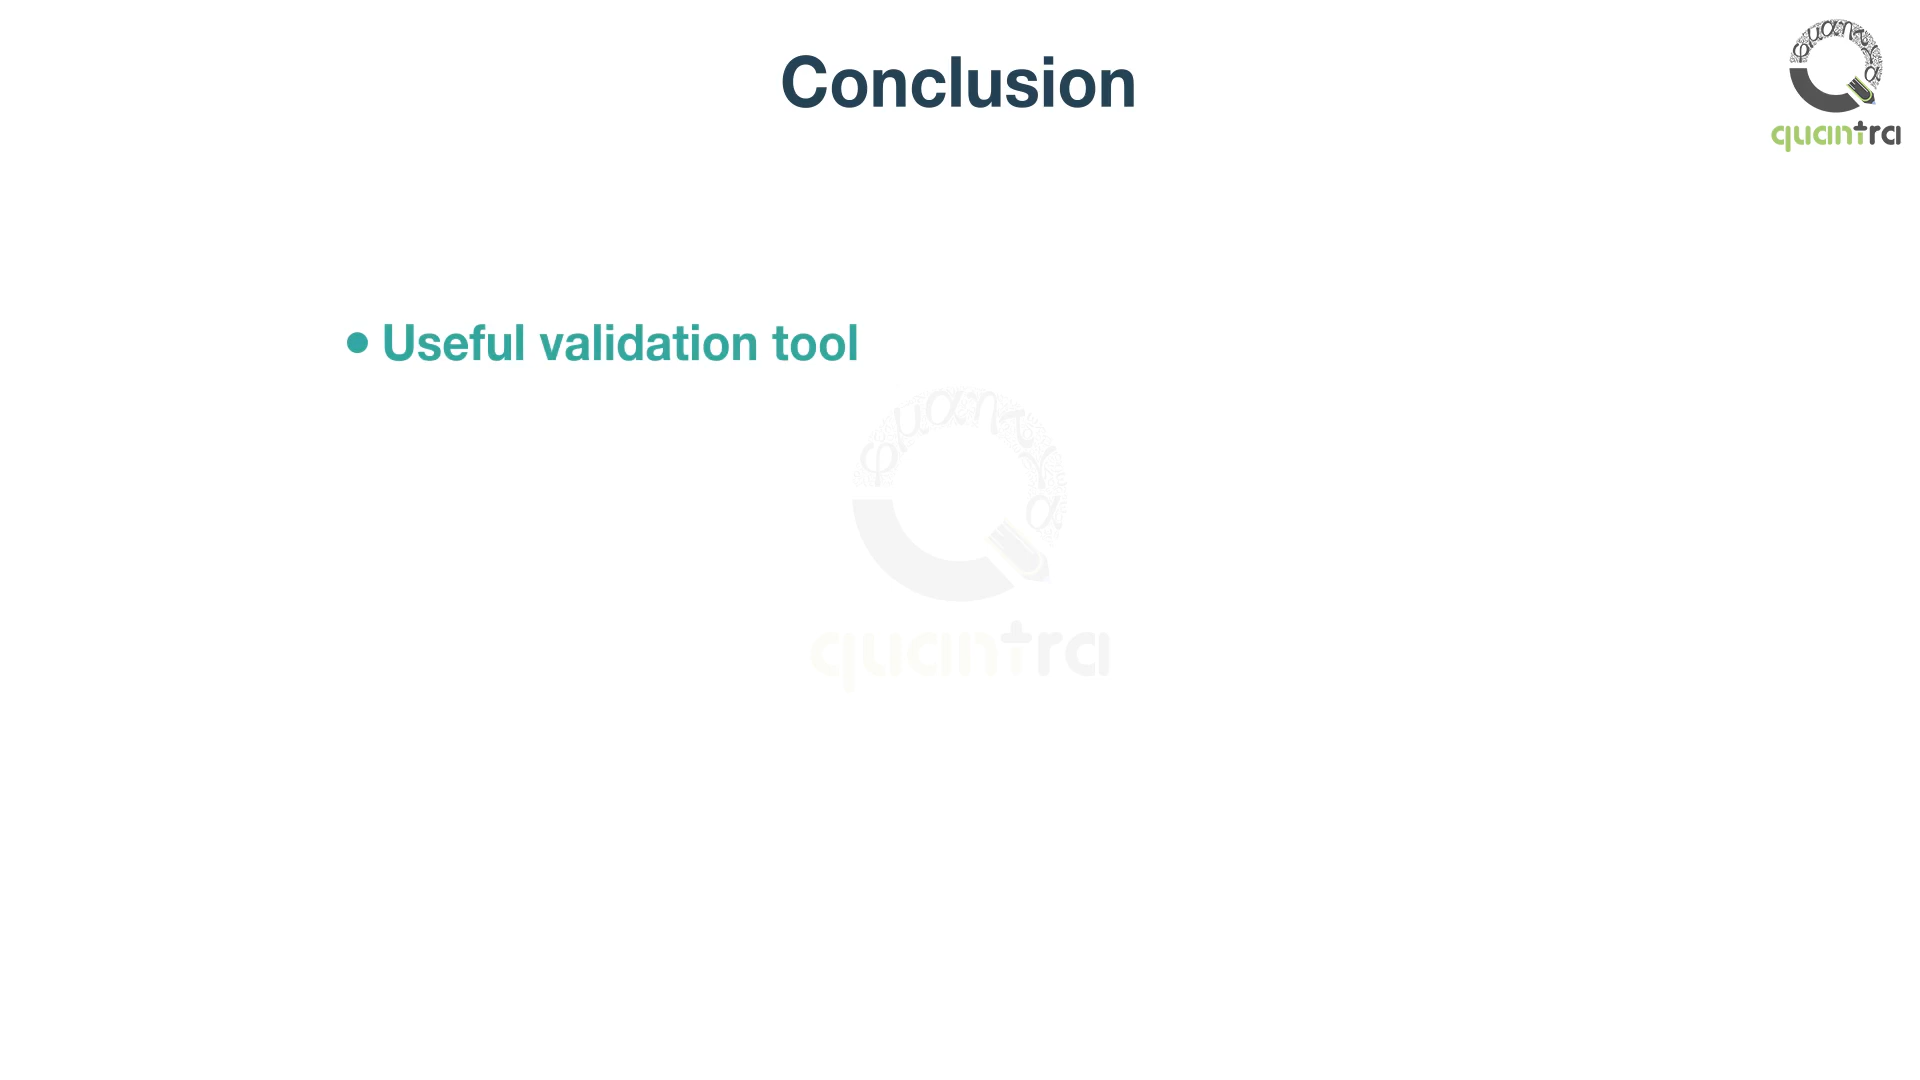 Conclusion
quantra
• Useful validation tool
quantra